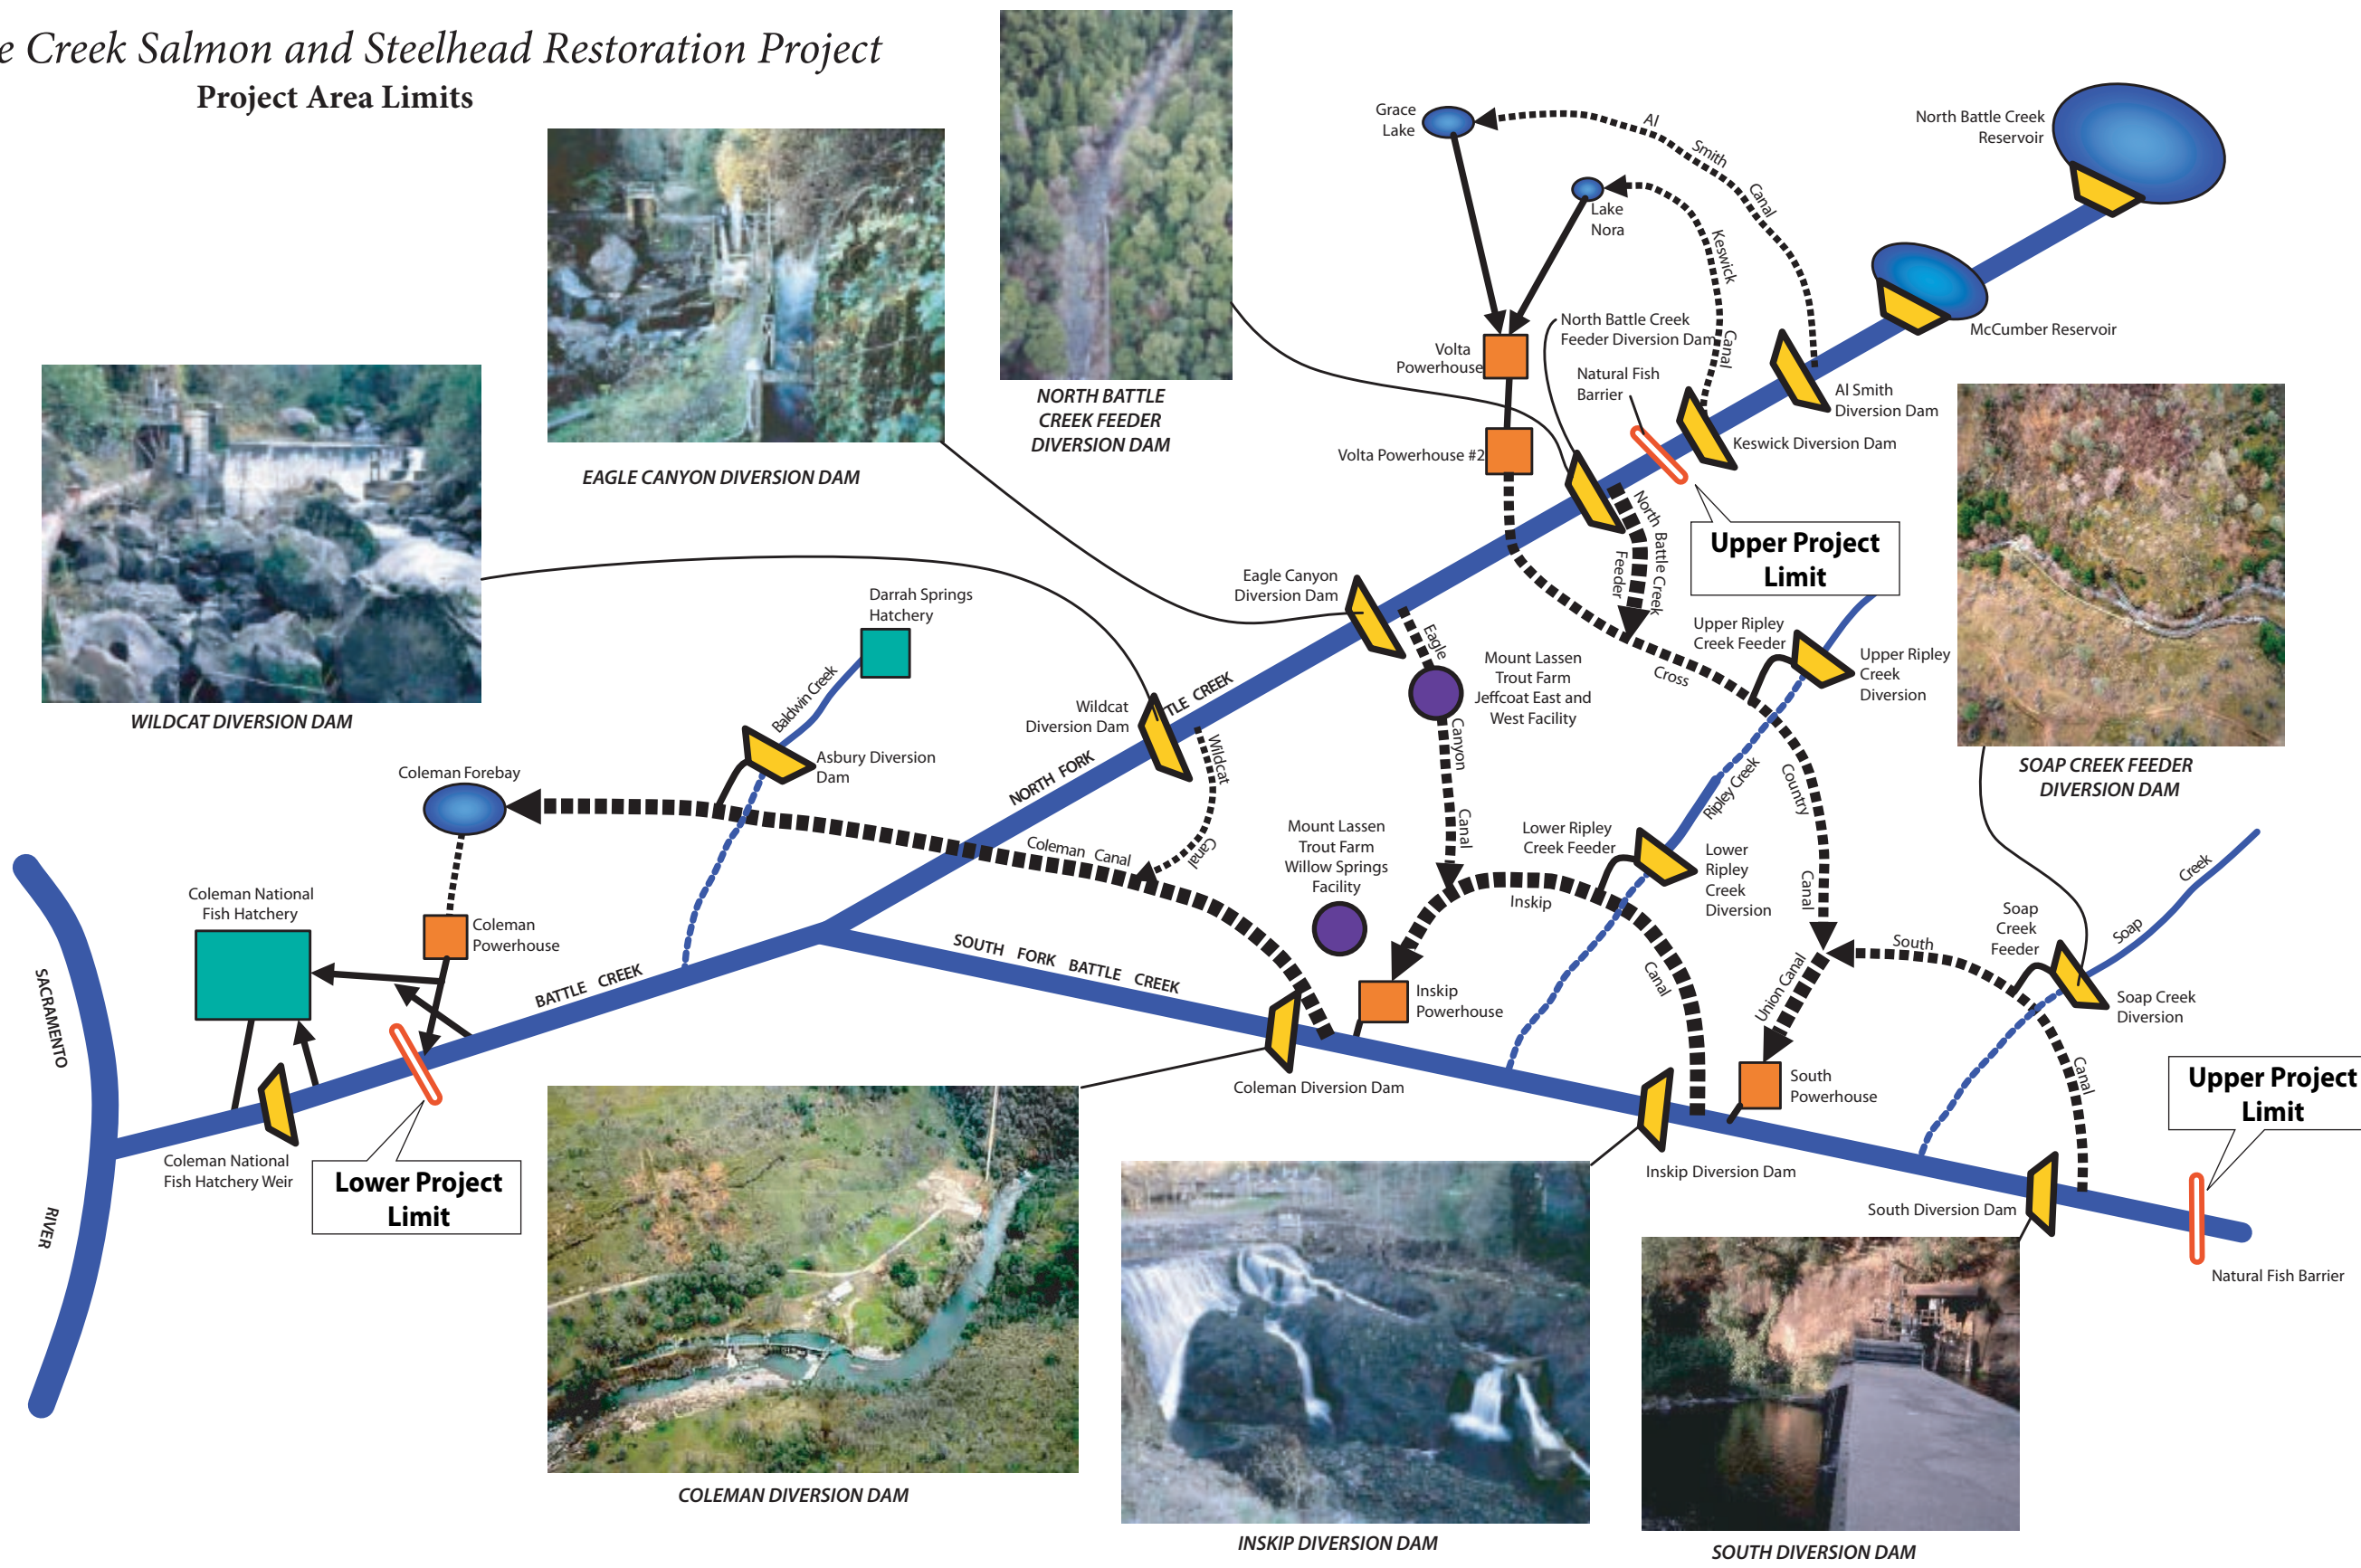 e Creek Salmon and Steelhead Restoration Project
Project Area Limits
Grace
Lake
Al
Smith
Canal
North Battle Creek
Reservoir
Lake
Nora
Keswick
Canal
McCumber Reservoir
North Battle Creek
Feeder Diversion Dam
Volta
Powerhouse
Natural Fish
Barrier
Al Smith
Diversion Dam
Keswick Diversion Dam
Volta Powerhouse #2
NORTH BATTLE
CREEK FEEDER
DIVERSION DAM
EAGLE CANYON DIVERSION DAM
North Battle Creek
Feeder
Upper Project
Limit
Eagle Canyon
Diversion Dam
Darrah Springs
Hatchery
Eagle
Canyon
Canal
Mount Lassen
Trout Farm
Jeffcoat East and
West Facility
Cross
Country
Canal
Upper Ripley
Creek Feeder
Upper Ripley
Creek
Diversion
WILDCAT DIVERSION DAM
Baldwin Creek
Wildcat
Diversion Dam
TLE CREEK
NORTH FORK
Wildcat
Canal
Asbury Diversion
Dam
Coleman Forebay
Ripley Creek
SOAP CREEK FEEDER
DIVERSION DAM
Coleman Canal
Mount Lassen
Trout Farm
Willow Springs
Facility
Lower Ripley
Creek Feeder
Lower
Ripley
Creek
Diversion
Inskip
Canal
Coleman National
Fish Hatchery
Coleman
Powerhouse
SOUTH FORK BATTLE CREEK
BATTLE CREEK
SACRAMENTO
RIVER
Inskip
Powerhouse
Union Canal
South
Canal
Soap
Creek
Feeder
Soap
Creek
Soap Creek
Diversion
Coleman Diversion Dam
South
Powerhouse
Upper Project
Limit
Coleman National
Fish Hatchery Weir
Lower Project
Limit
Inskip Diversion Dam
South Diversion Dam
Natural Fish Barrier
COLEMAN DIVERSION DAM
INSKIP DIVERSION DAM
SOUTH DIVERSION DAM